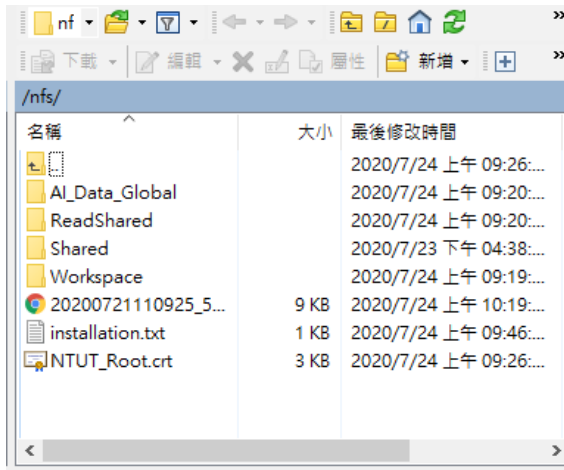 nf
下載 編輯 屬性 新增
/nfs/
名稱 大小 最後修改時間
.. 2020/7/24 上午 09:26:...
AI_Data_Global 2020/7/24 上午 09:20:...
ReadShared 2020/7/24 上午 09:20:...
Shared 2020/7/23 下午 04:38:...
Workspace 2020/7/24 上午 09:19:...
20200721110925_5... 9 KB 2020/7/24 上午 10:19:...
installation.txt 1 KB 2020/7/24 上午 09:46:...
NTUT_Root.crt 3 KB 2020/7/24 上午 09:26:...